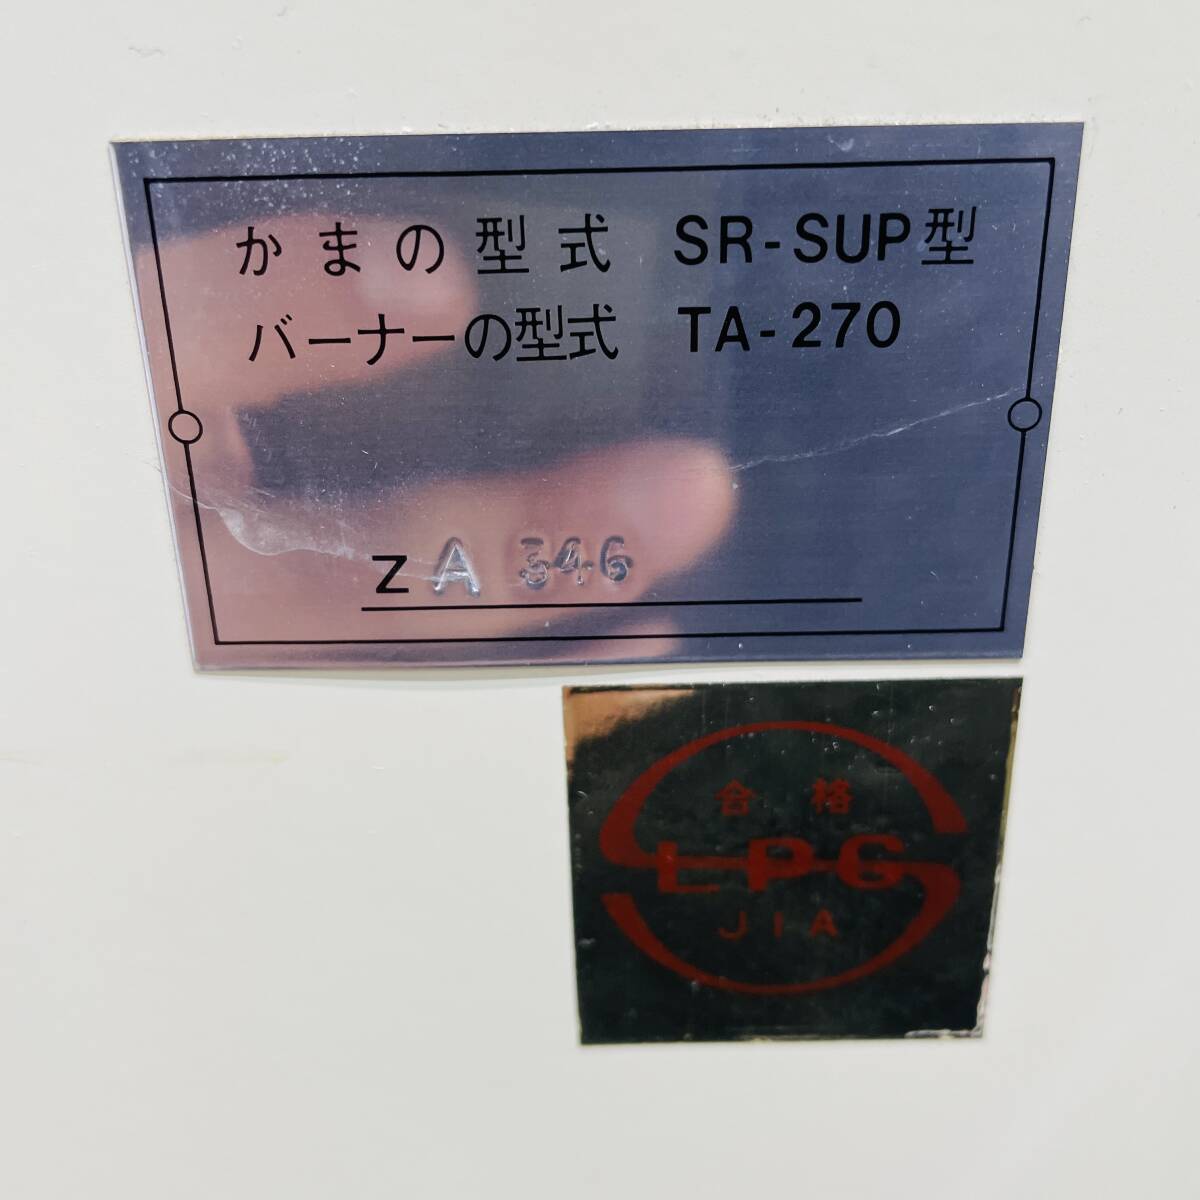 かまの型式 SR-SUP型
バーナーの型式 TA-270
ZA 346
合格
LPG
JIA